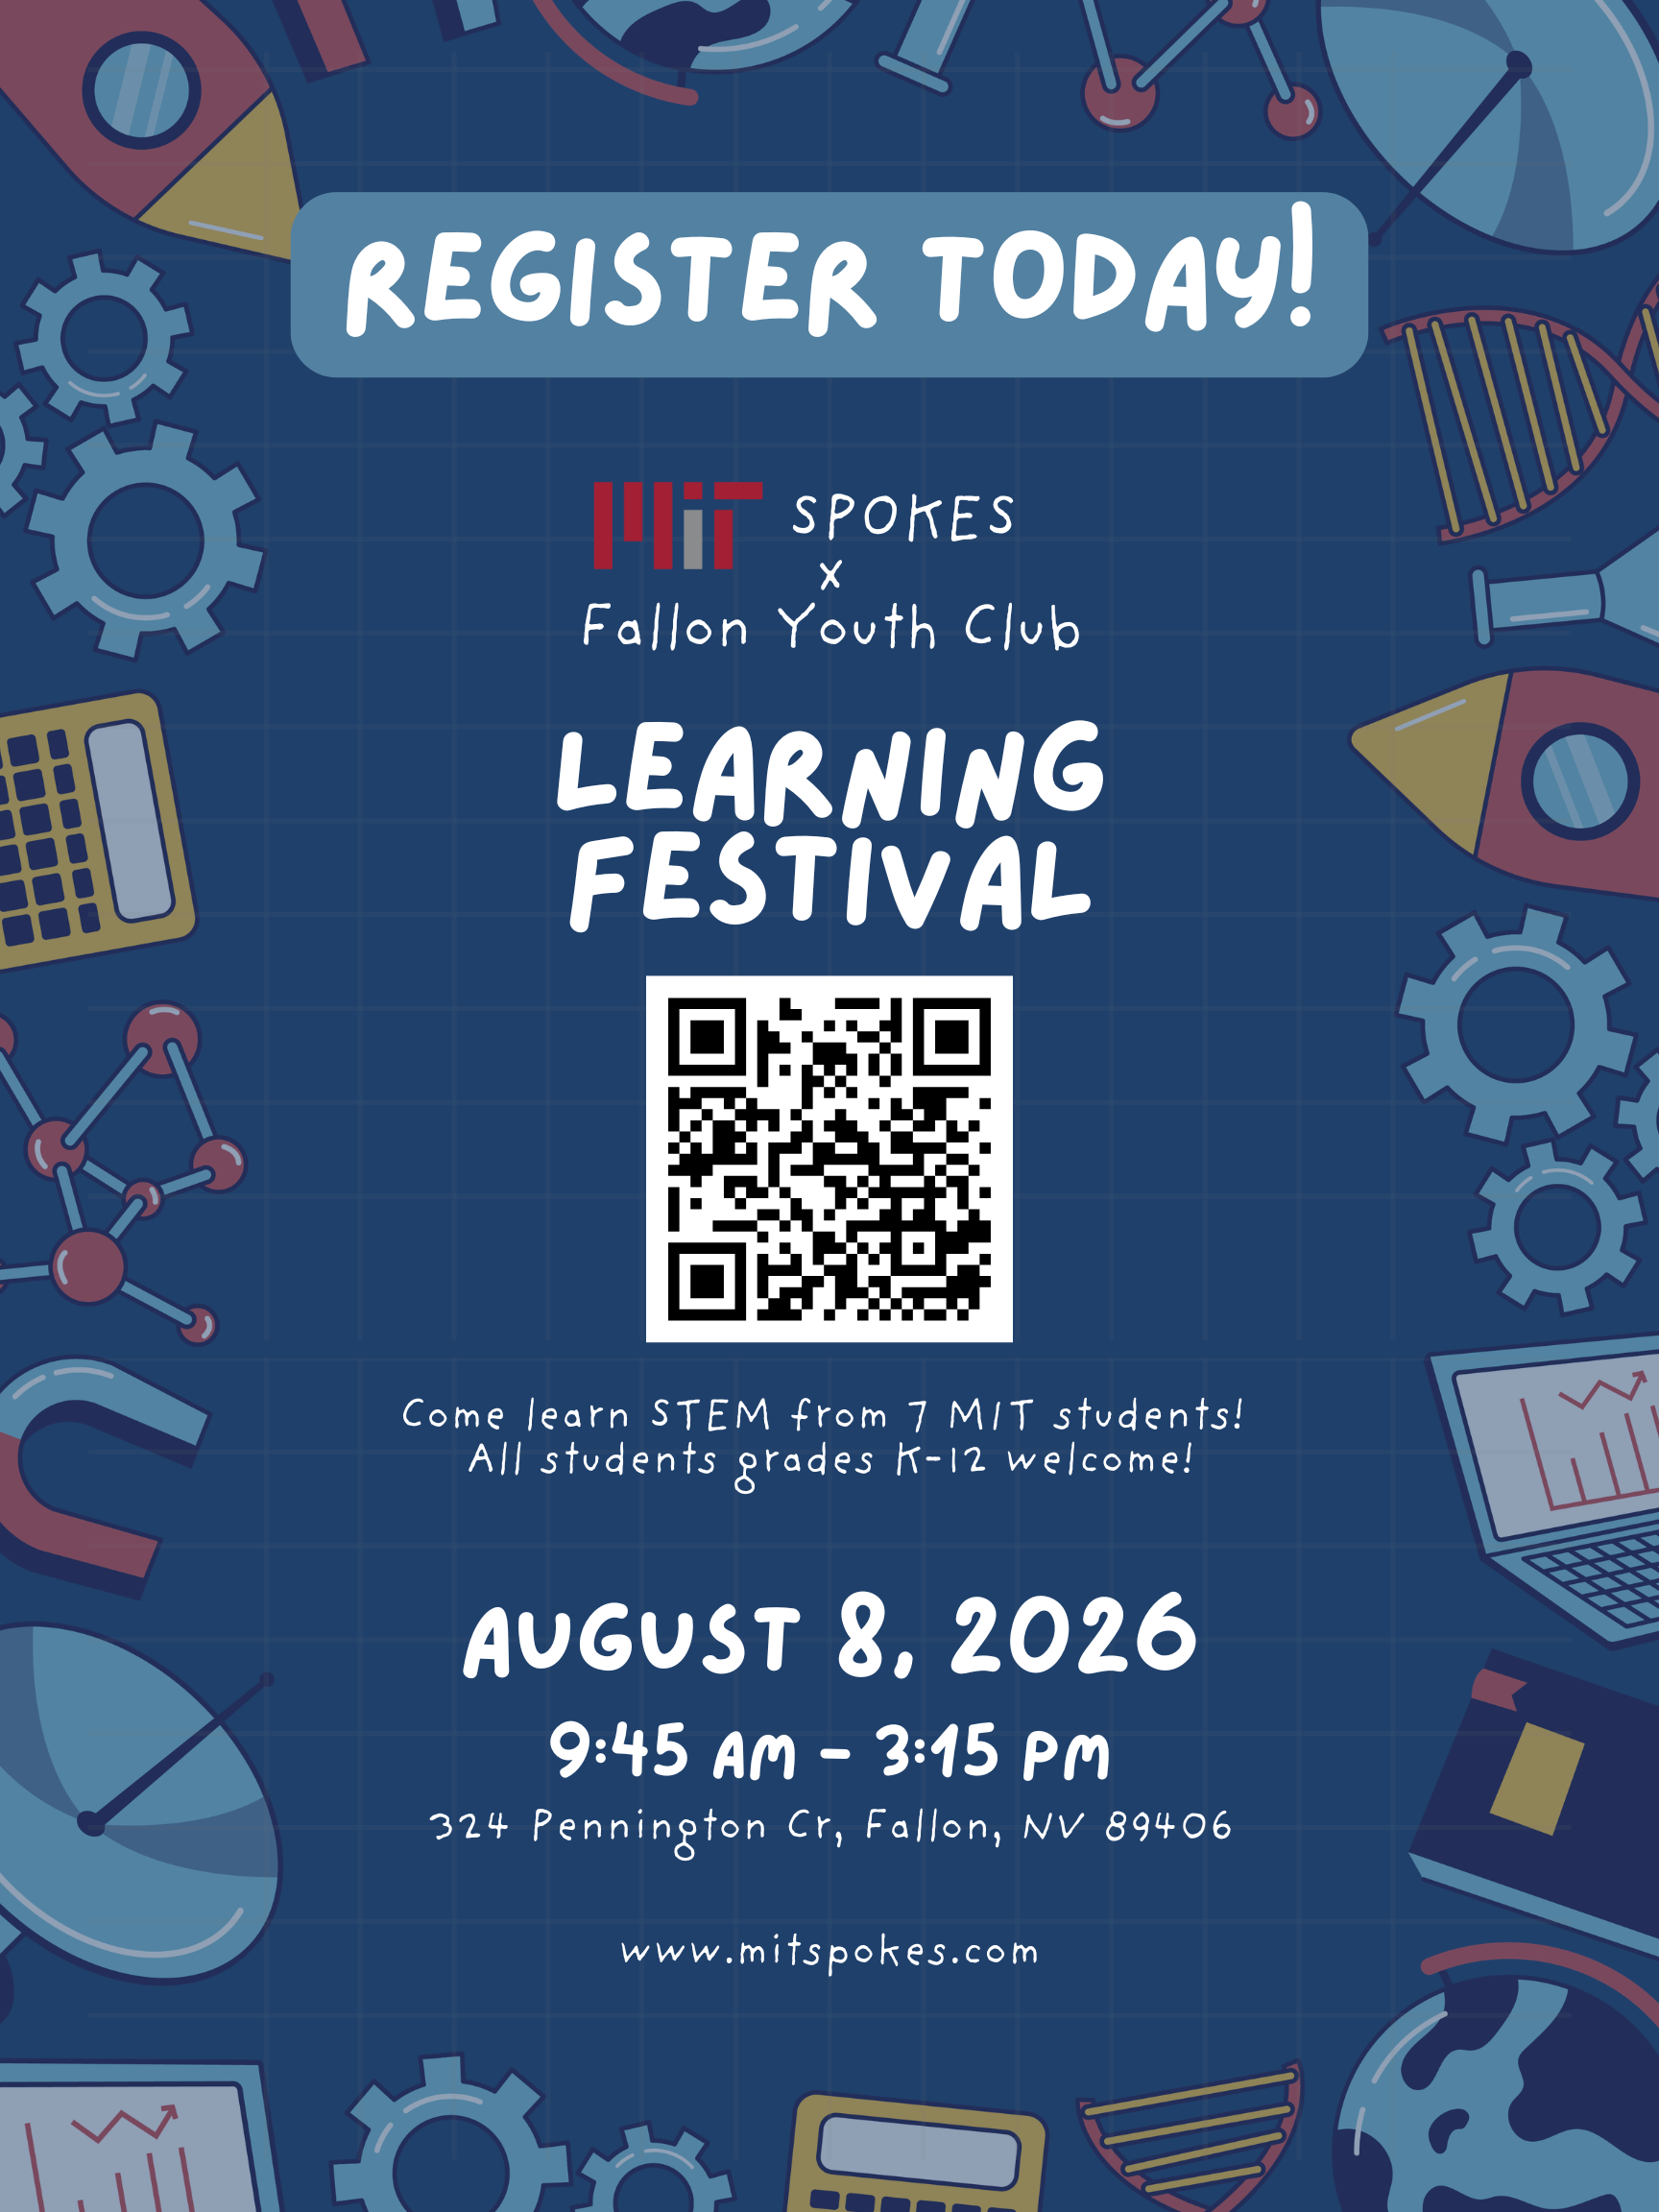 REGISTER TODAY!
MIT SPOKES
x
Fallon Youth Club
LEARNING
FESTIVAL
Come learn STEM from 7 MIT students!
All students grades K-12 welcome!
AUGUST 8, 2026
9:45 AM – 3:15 PM
324 Pennington Cr, Fallon, NV 89406
www.mitspokes.com